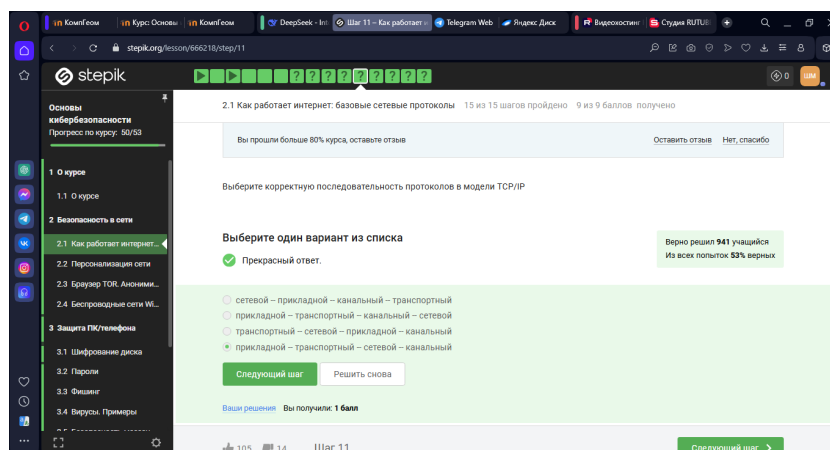 КомпГеом
Курс: Основы
КомпГеом
DeepSeek - Int
Шаг 11 – Как работает и
Telegram Web
Яндекс Диск
Видеохостинг
Студия RUTUB
stepik.org/lesson/666218/step/11
stepik
0
ШМ
Основы кибербезопасности
Прогресс по курсу: 50/53
2.1 Как работает интернет: базовые сетевые протоколы 15 из 15 шагов пройдено 9 из 9 баллов получено
Вы прошли больше 80% курса, оставьте отзыв
Оставить отзыв Нет, спасибо
1 О курсе
1.1 О курсе
2 Безопасность в сети
2.1 Как работает интернет...
2.2 Персонализация сети
2.3 Браузер TOR. Аноними...
2.4 Беспроводные сети Wi...
3 Защита ПК/телефона
3.1 Шифрование диска
3.2 Пароли
3.3 Фишинг
3.4 Вирусы. Примеры
Выберите корректную последовательность протоколов в модели TCP/IP
Выберите один вариант из списка
Прекрасный ответ.
Верно решил 941 учащийся
Из всех попыток 53% верных
сетевой – прикладной – канальный – транспортный
прикладной – транспортный – канальный – сетевой
транспортный – сетевой – прикладной – канальный
прикладной – транспортный – сетевой – канальный
Следующий шаг
Решить снова
Ваши решения Вы получили: 1 балл
105 14 Шаг 11
Следующий шаг